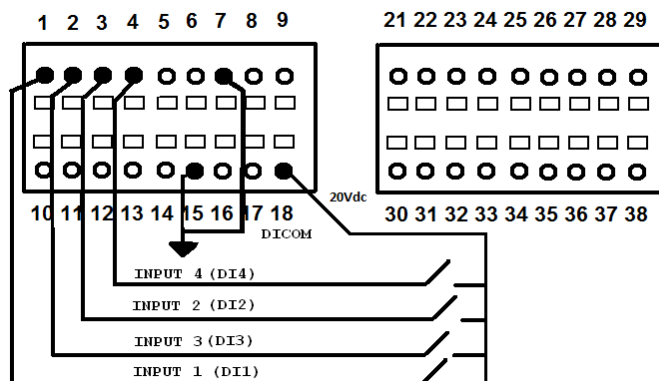 1 2 3 4 5 6 7 8 9
21 22 23 24 25 26 27 28 29
10 11 12 13 14 15 16 17 18
20Vdc
30 31 32 33 34 35 36 37 38
DICOM
INPUT 4 (DI4)
INPUT 2 (DI2)
INPUT 3 (DI3)
INPUT 1 (DI1)